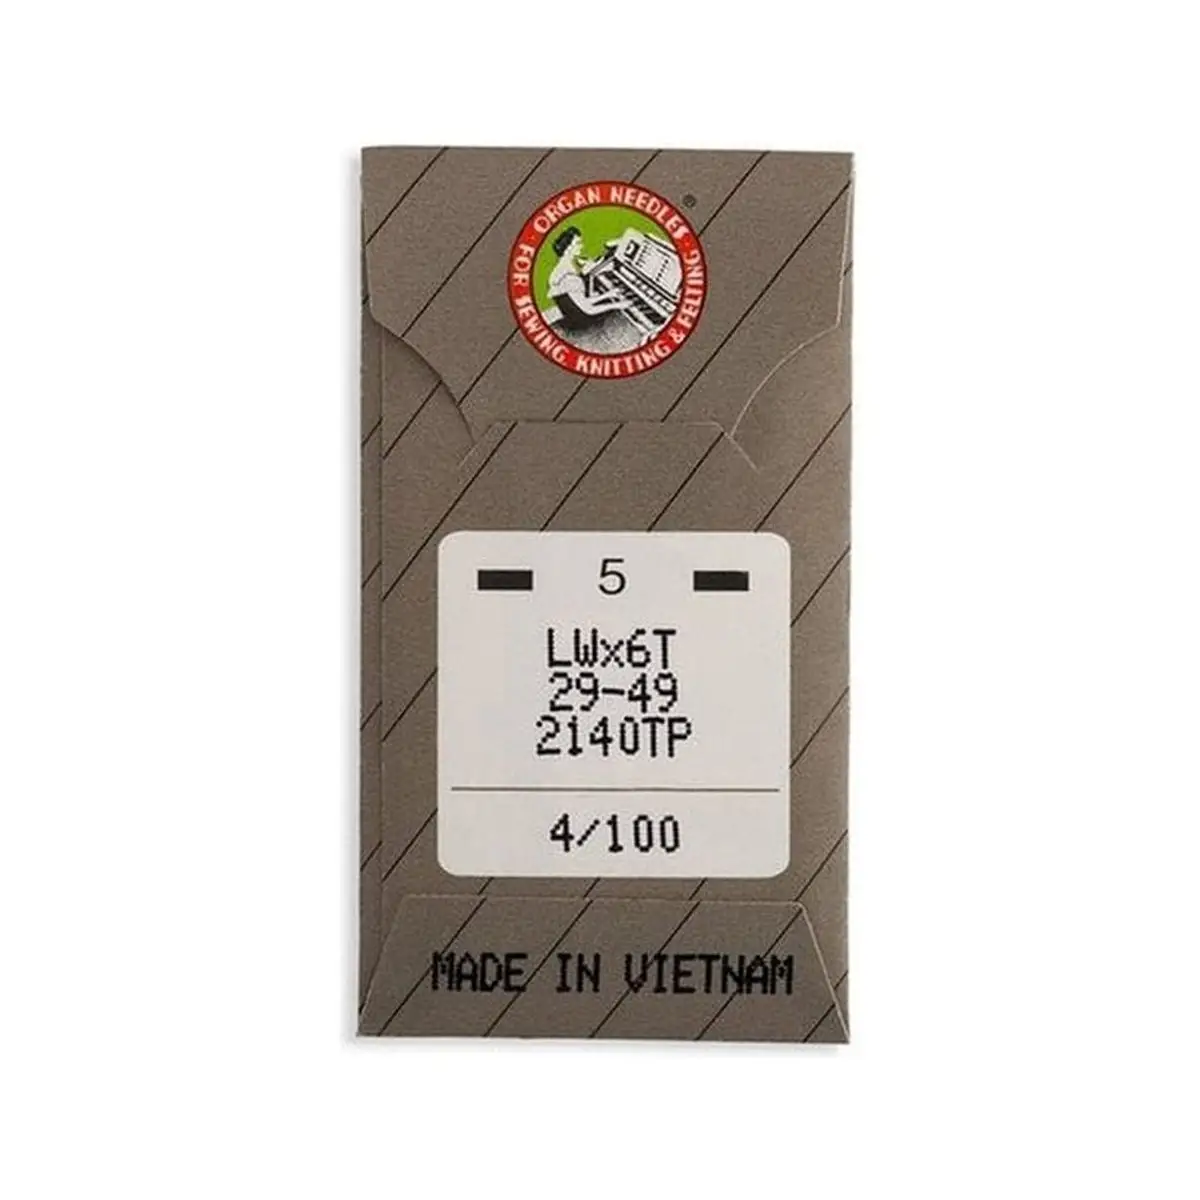 ORGAN NEEDLES ®
· FOR SEWING, KNITTING & FELTING ·
5
LWx6T
29-49
2140TP
4/100
MADE IN VIETNAM